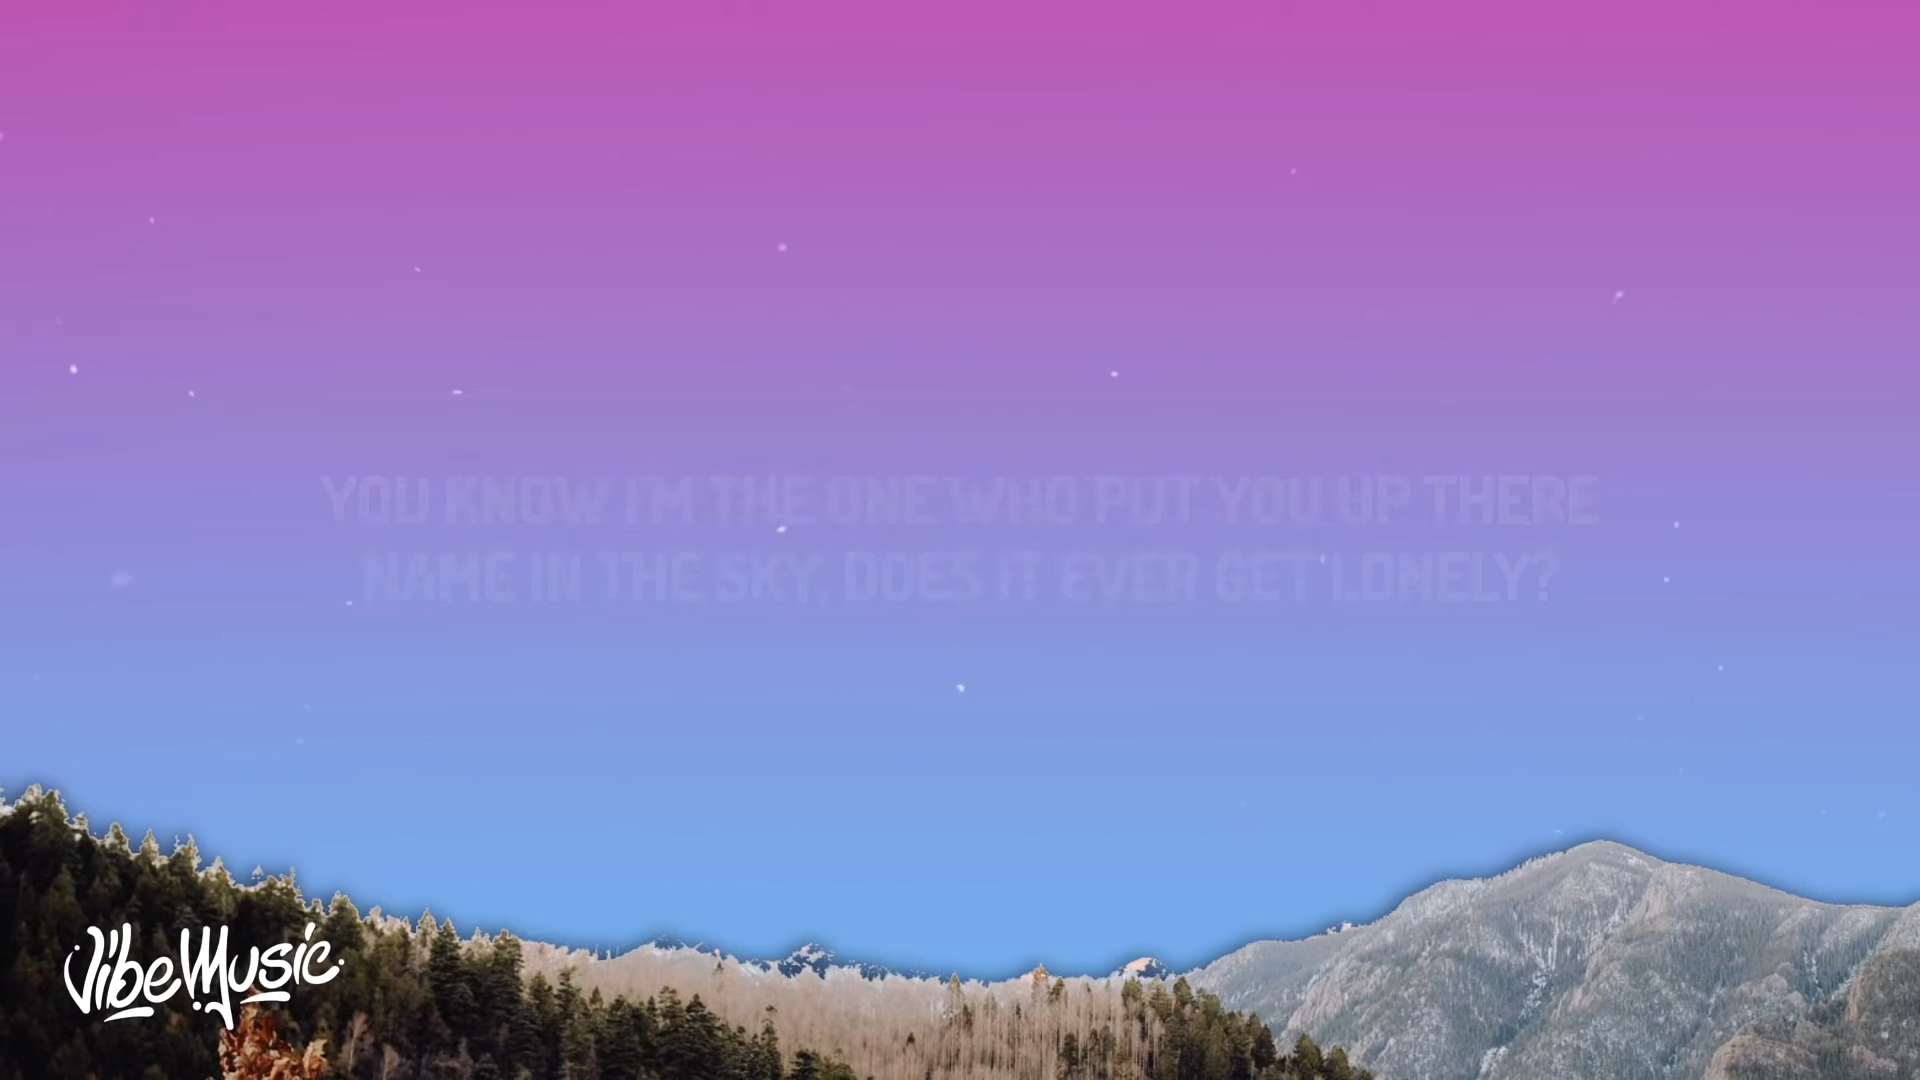 YOU KNOW I'M THE ONE WHO PUT YOU UP THERE
NAME IN THE SKY, DOES IT EVER GET LONELY?
VibeMusic.